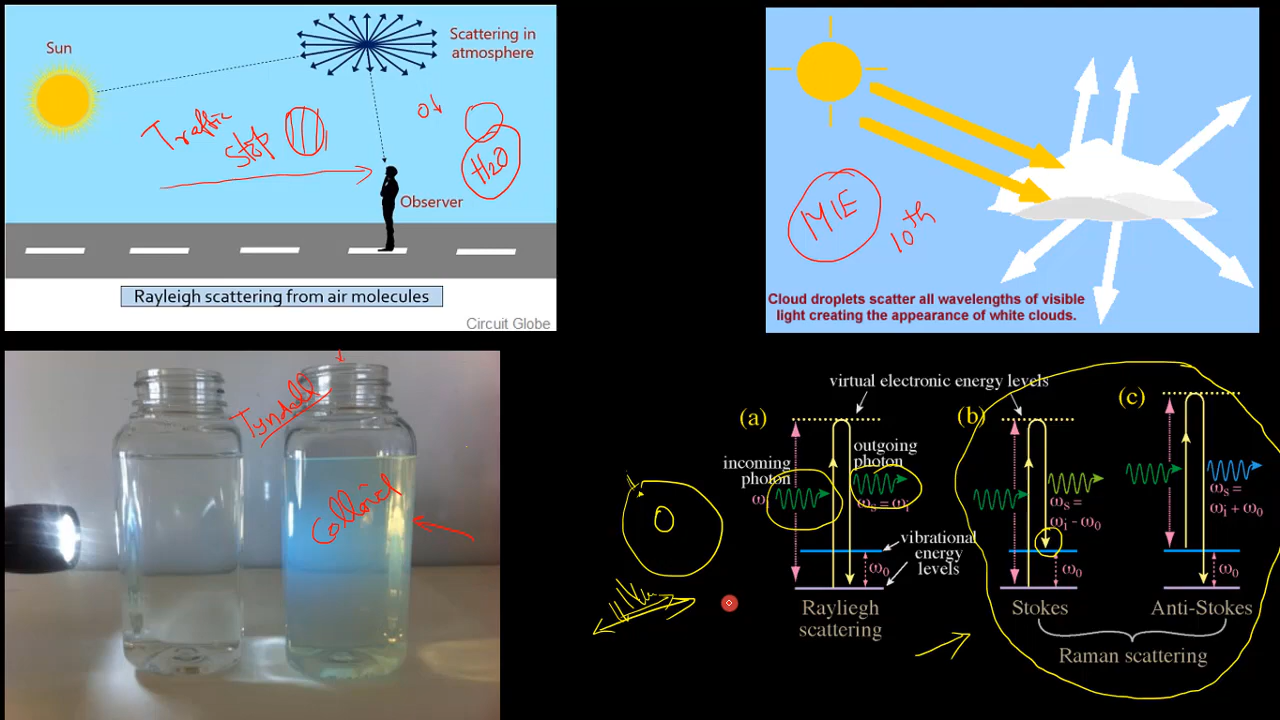 Sun
Scattering in
atmosphere
Traffic
Stop
H2O
Observer
Rayleigh scattering from air molecules
Circuit Globe
MIE
10th
Cloud droplets scatter all wavelengths of visible
light creating the appearance of white clouds.
Tyndall
Colloid
virtual electronic energy levels
(a)
(b)
(c)
incoming
photon
ωi
outgoing
photon
ωs = ωi
ωs =
ωi - ω0
ωs =
ωi + ω0
vibrational
energy
levels
ω0
ω0
ω0
Rayliegh
scattering
Stokes
Anti-Stokes
Raman scattering